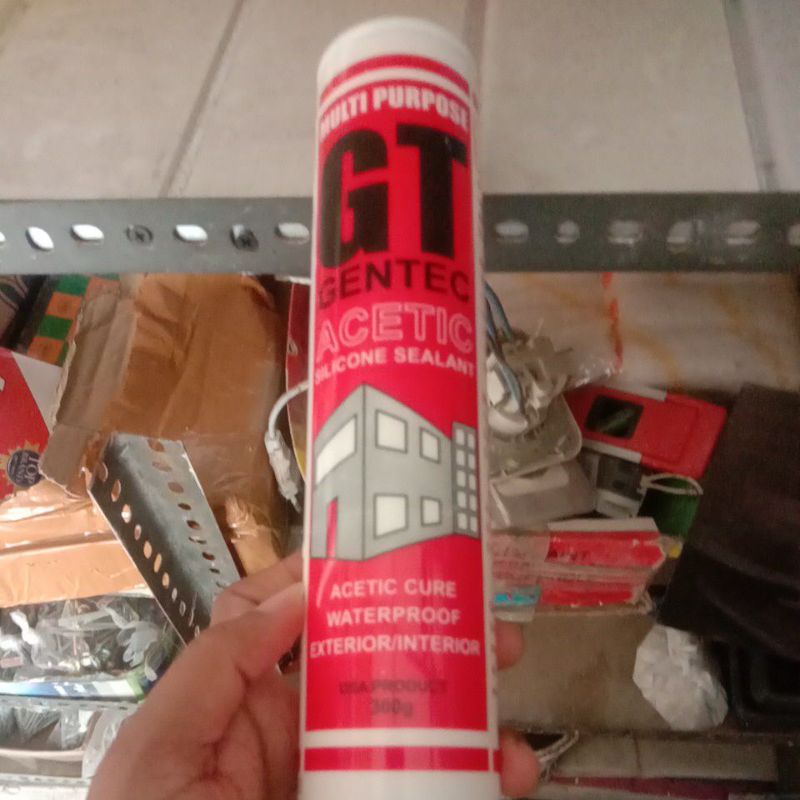 MULTI PURPOSE
GT
GENTEC
ACETIC
SILICONE SEALANT
ACETIC CURE
WATERPROOF
EXTERIOR/INTERIOR
USA PRODUCT
300g